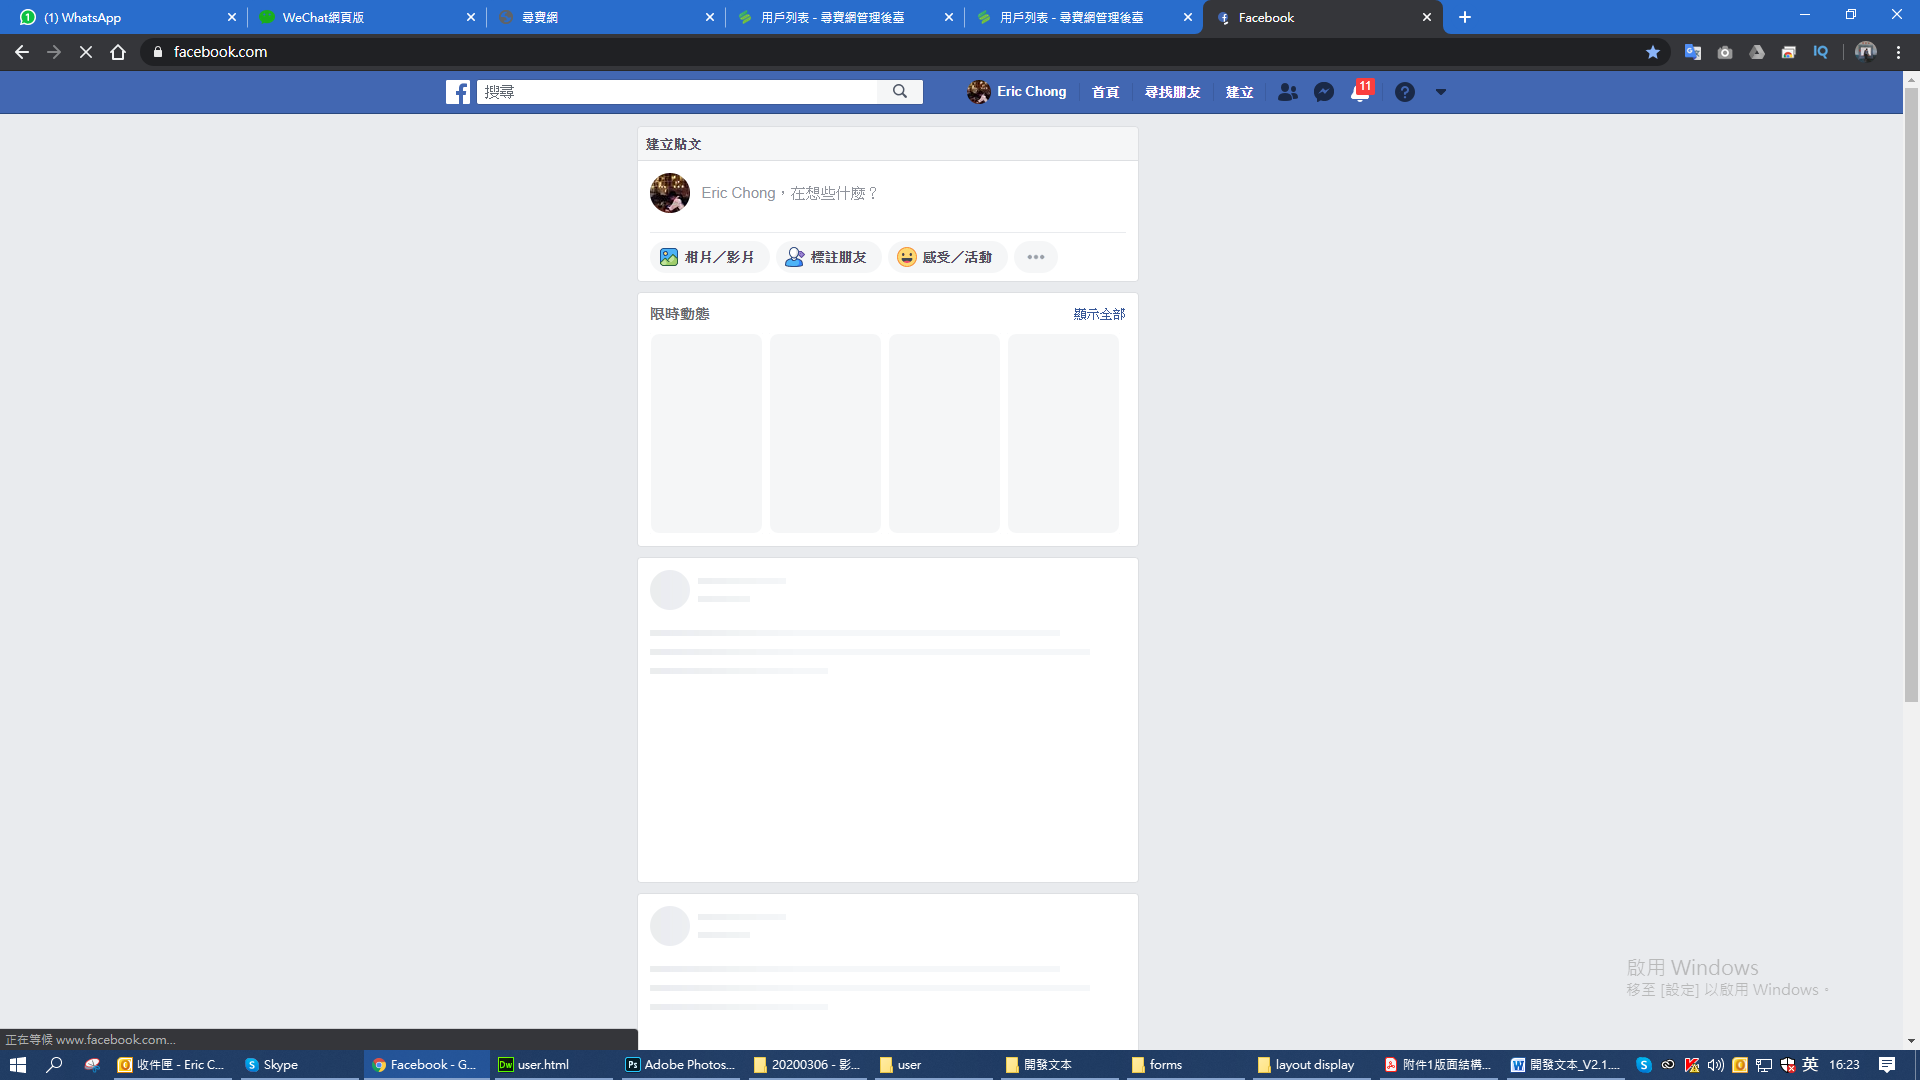 (1) WhatsApp
WeChat網頁版
尋寶網
用戶列表 - 尋寶網管理後臺
用戶列表 - 尋寶網管理後臺
Facebook
facebook.com
搜尋
Eric Chong
首頁
尋找朋友
建立
11
建立貼文
Eric Chong，在想些什麼？
相片／影片
標註朋友
感受／活動
限時動態
顯示全部
啟用 Windows
移至 [設定] 以啟用 Windows。
正在等候 www.facebook.com...
收件匣 - Eric C...
Skype
Facebook - G...
user.html
Adobe Photos...
20200306 - 影...
user
開發文本
forms
layout display
附件1版面結構...
開發文本_V2.1....
英
16:23